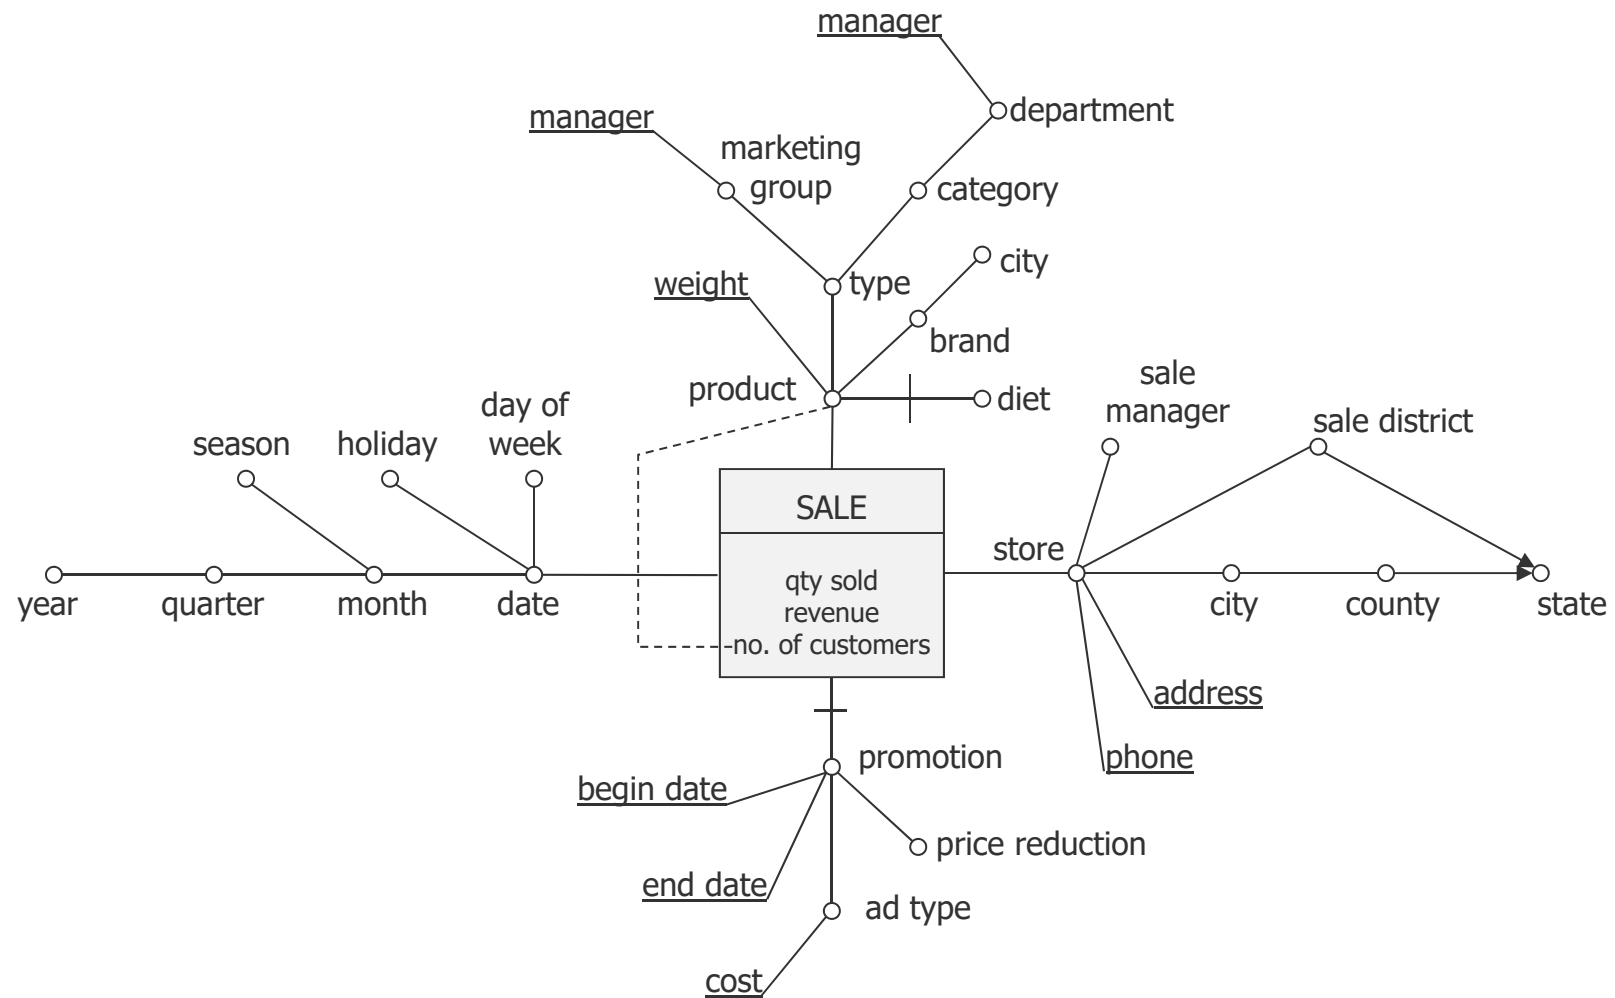 manager
department
manager
marketing
group
category
city
weight
type
brand
product
diet
sale
manager
sale district
day of
week
season
holiday
SALE
store
qty sold
revenue
no. of customers
year
quarter
month
date
city
county
state
address
phone
promotion
begin date
price reduction
end date
ad type
cost